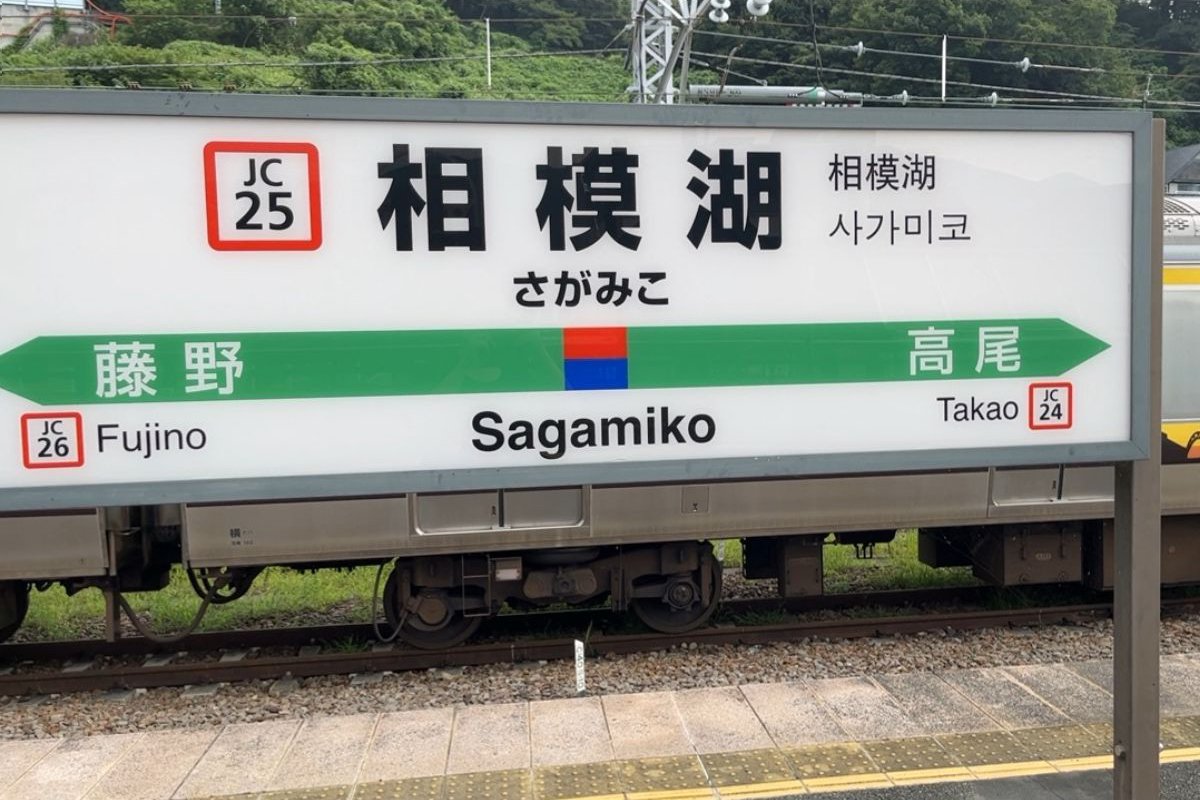 JC
25
相模湖
相模湖
사가미코
さがみこ
藤野
高尾
JC
26
Fujino
Sagamiko
Takao
JC
24